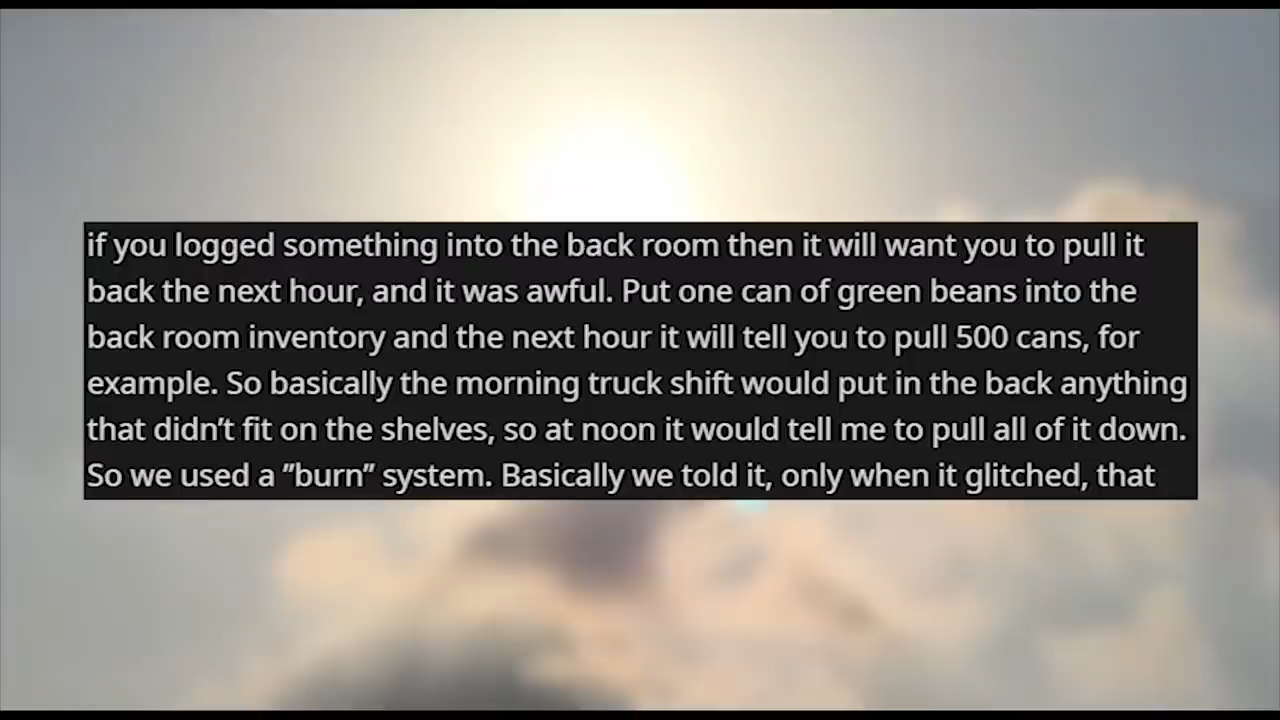 if you logged something into the back room then it will want you to pull it
back the next hour, and it was awful. Put one can of green beans into the
back room inventory and the next hour it will tell you to pull 500 cans, for
example. So basically the morning truck shift would put in the back anything
that didn’t fit on the shelves, so at noon it would tell me to pull all of it down.
So we used a ”burn” system. Basically we told it, only when it glitched, that